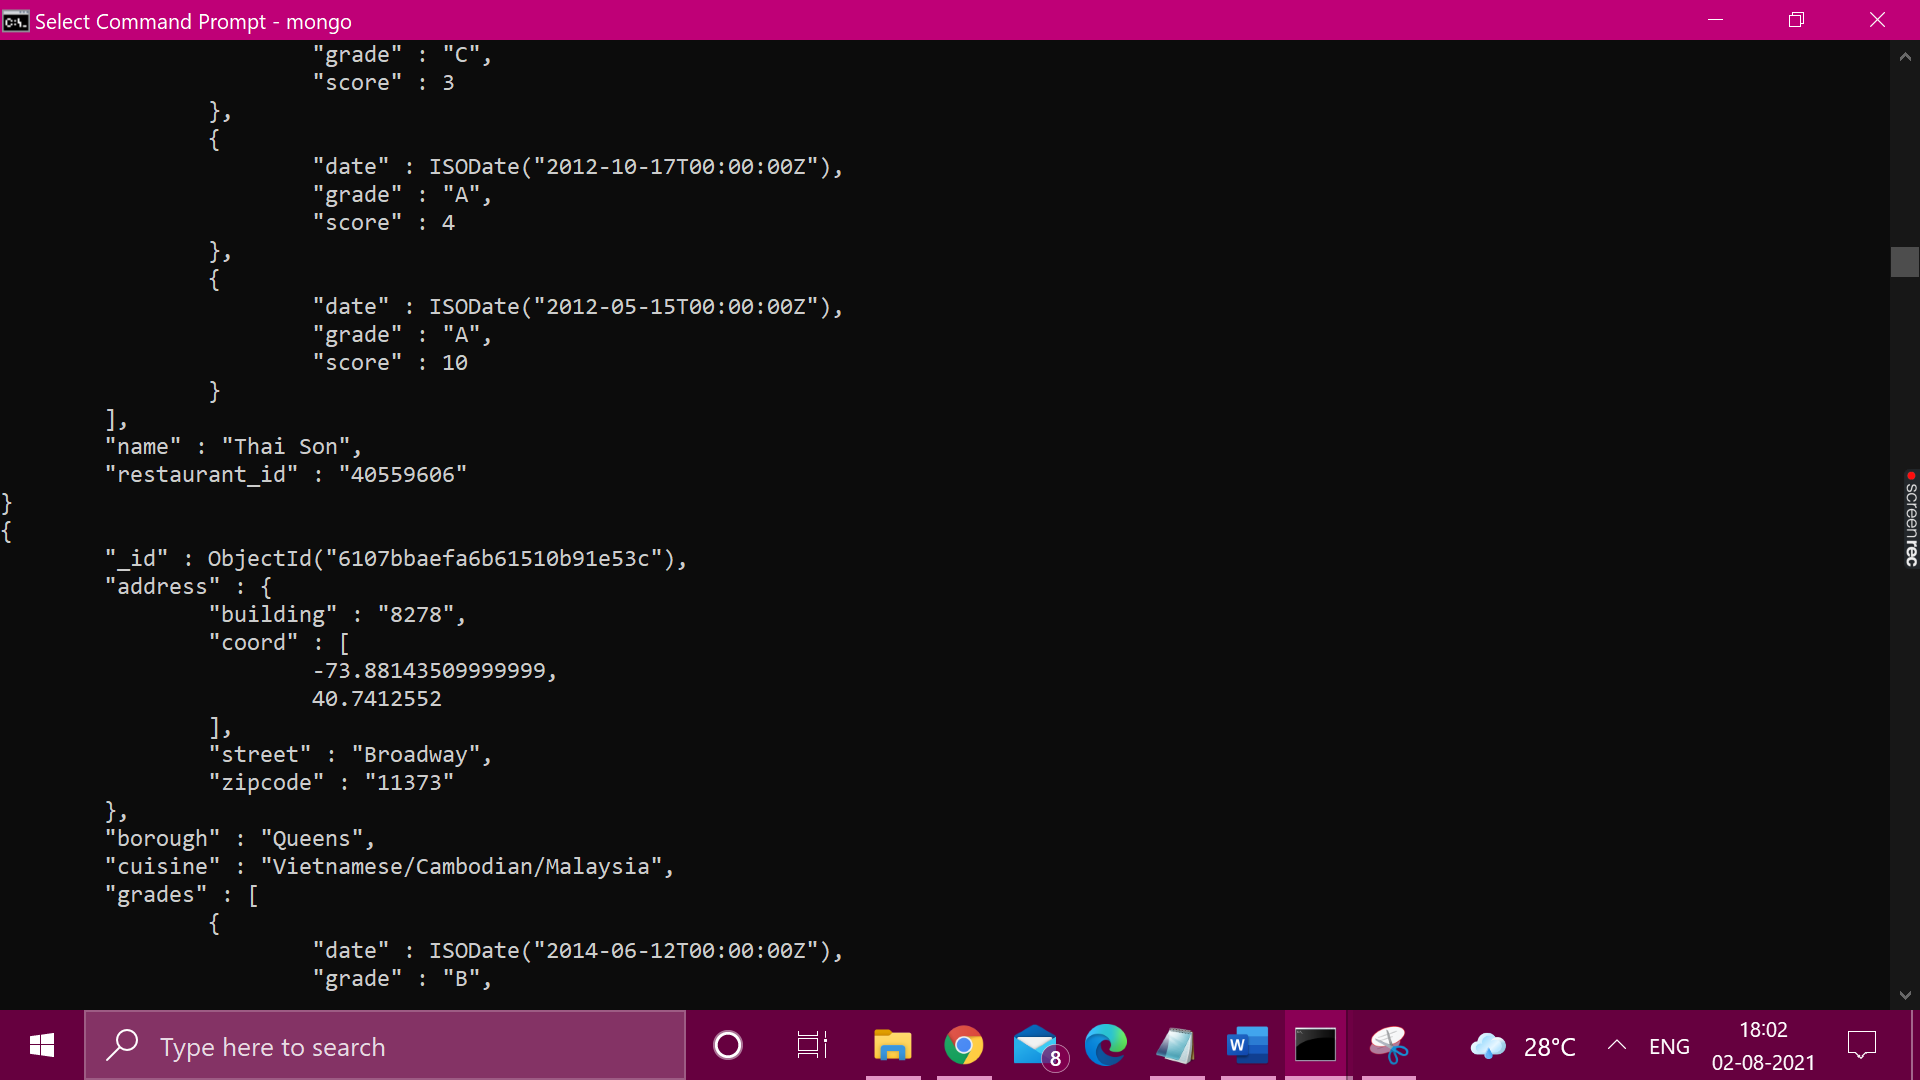 Select Command Prompt - mongo
"grade" : "C",
"score" : 3
},
{
"date" : ISODate("2012-10-17T00:00:00Z"),
"grade" : "A",
"score" : 4
},
{
"date" : ISODate("2012-05-15T00:00:00Z"),
"grade" : "A",
"score" : 10
}
],
"name" : "Thai Son",
"restaurant_id" : "40559606"
}
{
"_id" : ObjectId("6107bbaefa6b61510b91e53c"),
"address" : {
"building" : "8278",
"coord" : [
-73.88143509999999,
40.7412552
],
"street" : "Broadway",
"zipcode" : "11373"
},
"borough" : "Queens",
"cuisine" : "Vietnamese/Cambodian/Malaysia",
"grades" : [
{
"date" : ISODate("2014-06-12T00:00:00Z"),
"grade" : "B",
screenrec
Type here to search
8
W
28°C
ENG
18:02
02-08-2021